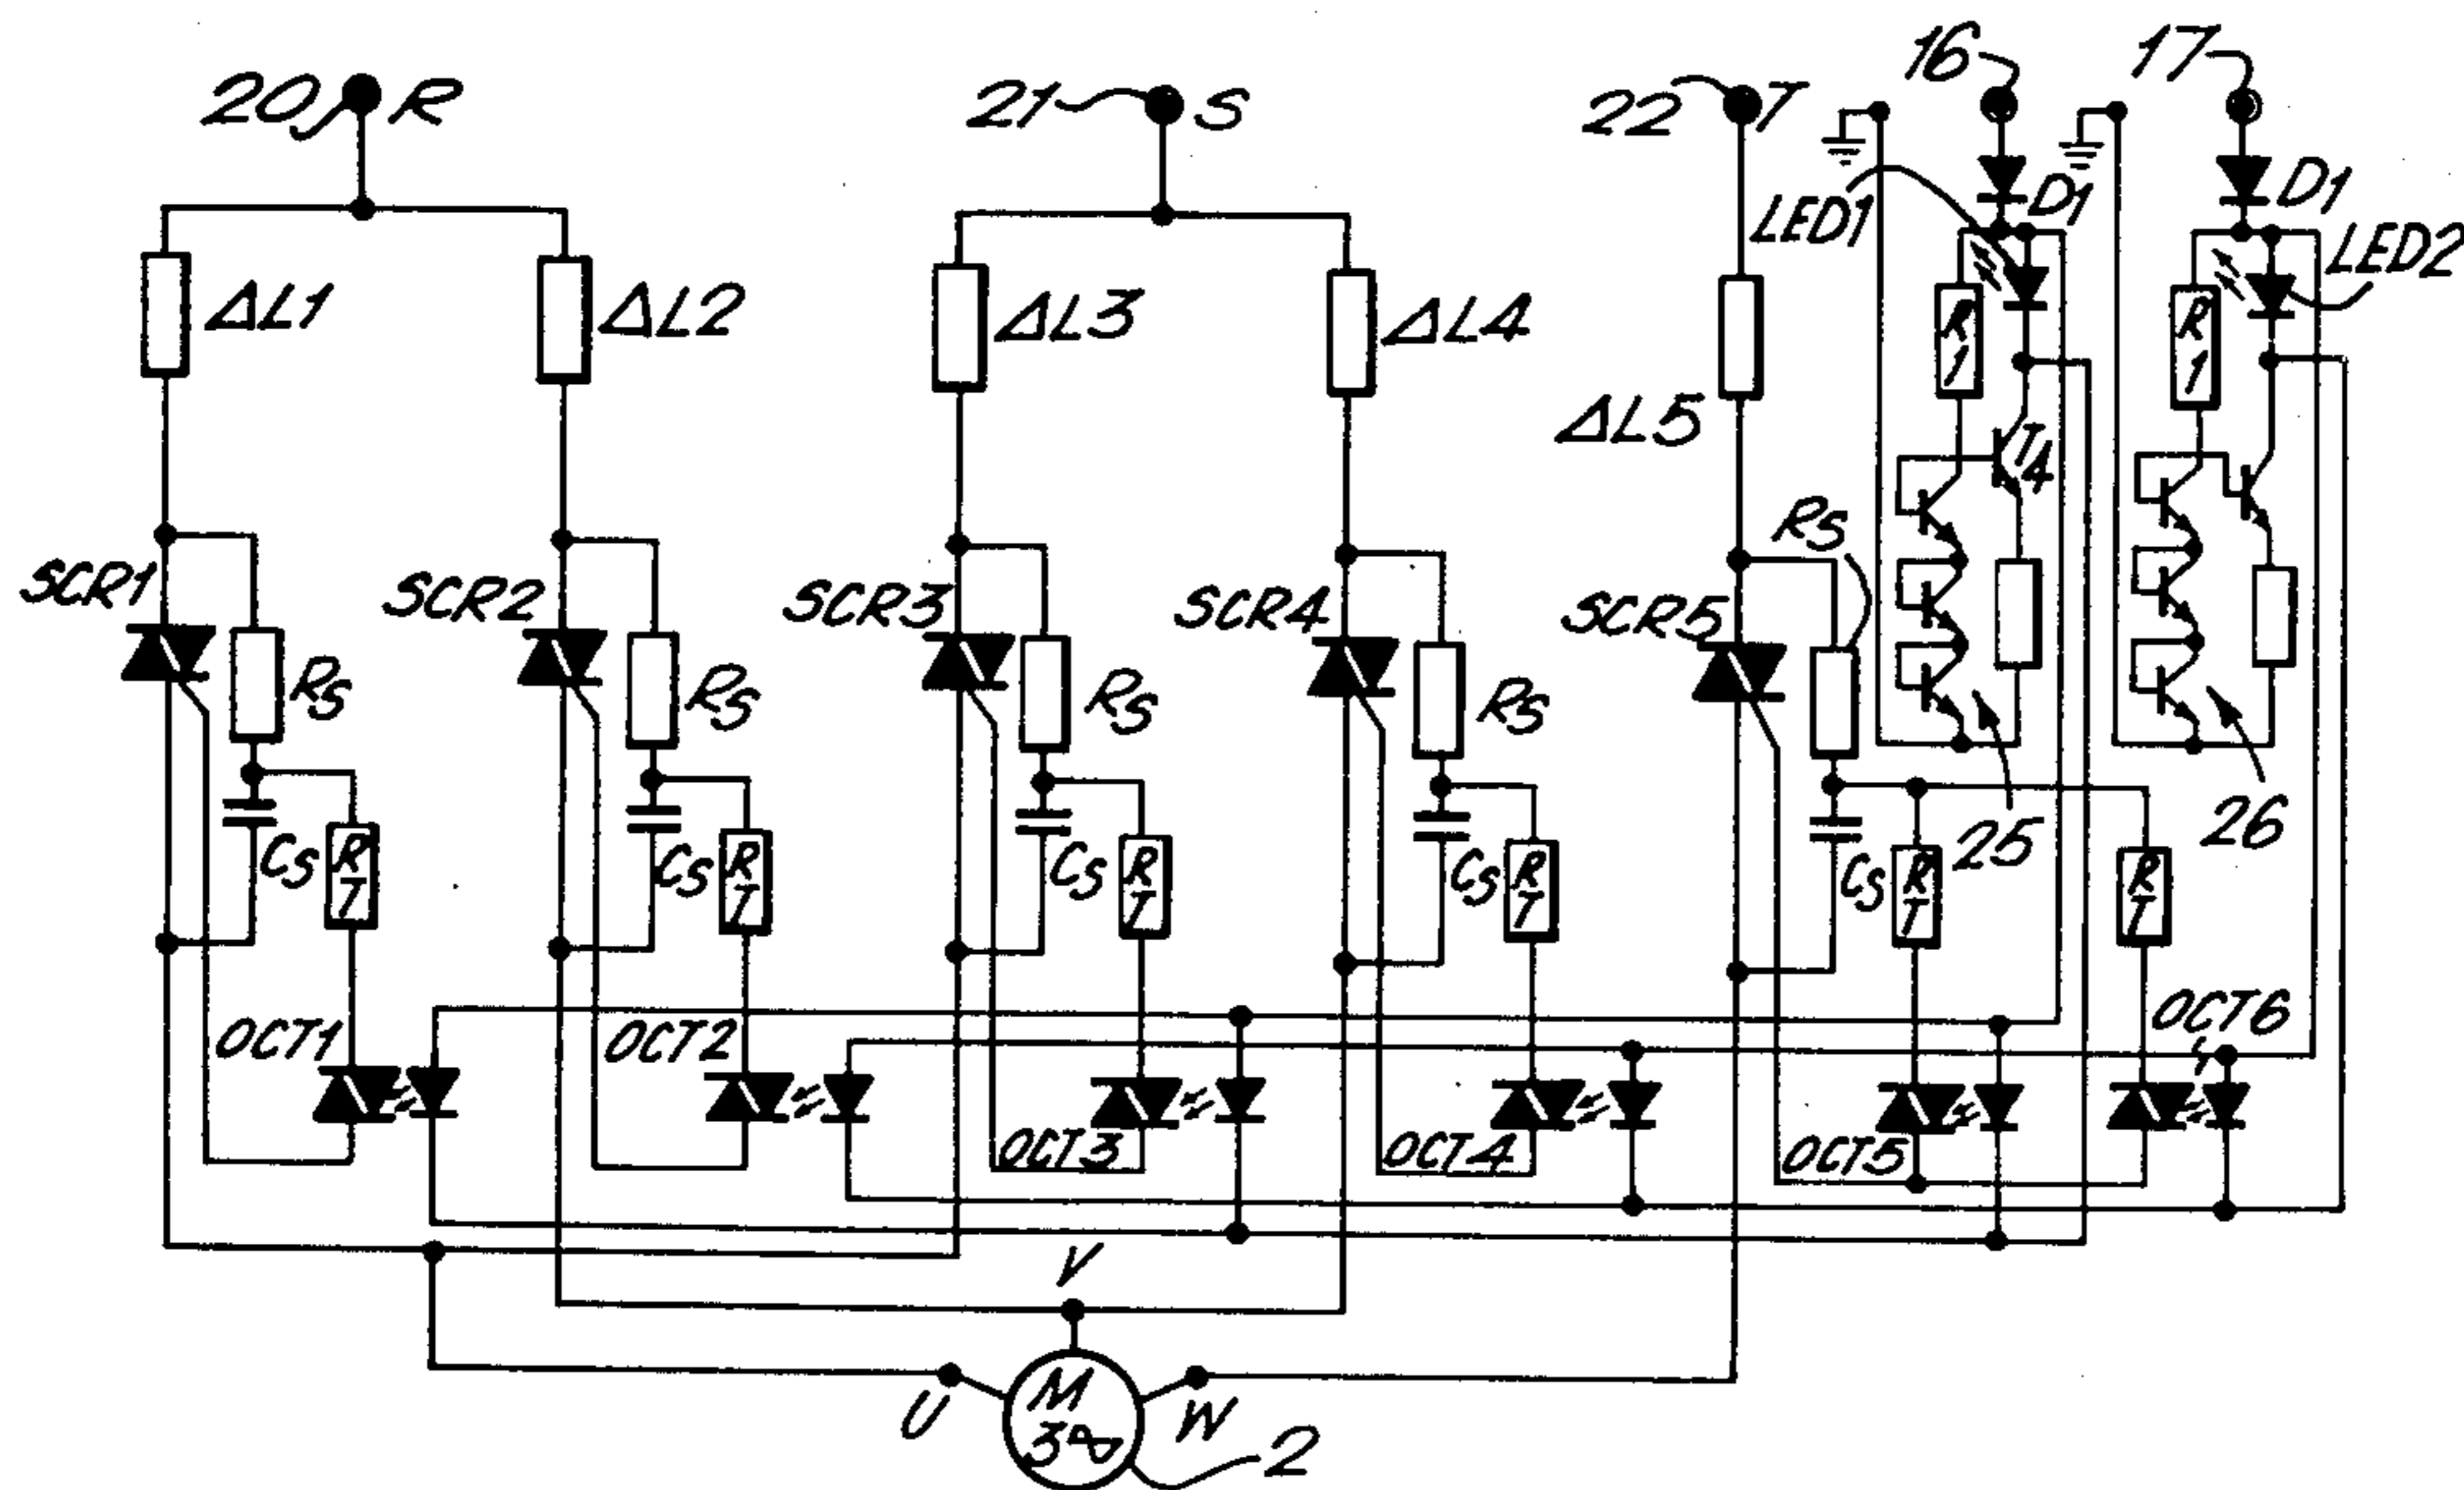 20 R
21 S
22 T
16
17
D1
D1
LED1
LED2
ΔL1
ΔL2
ΔL3
ΔL4
ΔL5
R1
R1
T4
SCR1
SCR2
SCR3
SCR4
SCR5
RS
RS
RS
RS
RS
CS
CS
CS
CS
CS
RT
RT
RT
RT
RT
RT
25
26
OCT1
OCT2
OCT3
OCT4
OCT5
OCT6
V
U
W
M
3~
2